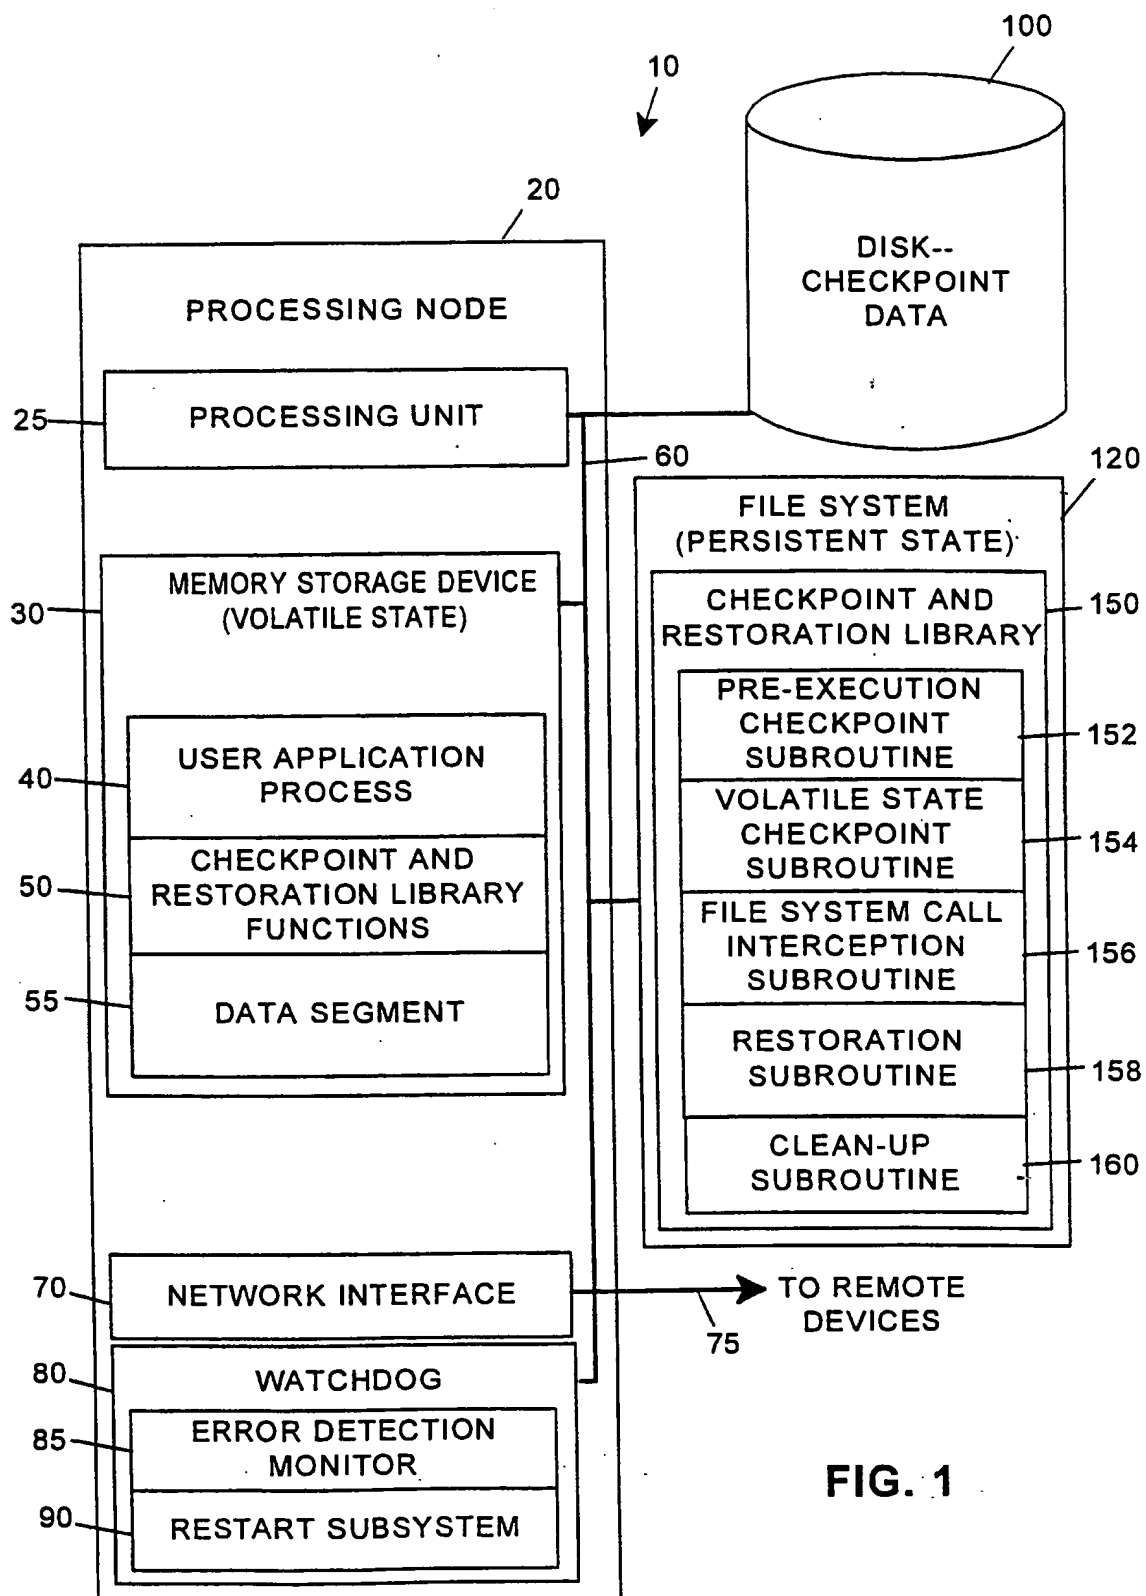 100
10
20
DISK--
CHECKPOINT
DATA
PROCESSING NODE
25
PROCESSING UNIT
60
120
FILE SYSTEM
(PERSISTENT STATE)
30
MEMORY STORAGE DEVICE
(VOLATILE STATE)
CHECKPOINT AND
RESTORATION LIBRARY
150
PRE-EXECUTION
CHECKPOINT
SUBROUTINE
152
40
USER APPLICATION
PROCESS
VOLATILE STATE
CHECKPOINT
SUBROUTINE
154
50
CHECKPOINT AND
RESTORATION LIBRARY
FUNCTIONS
FILE SYSTEM CALL
INTERCEPTION
SUBROUTINE
156
55
DATA SEGMENT
RESTORATION
SUBROUTINE
158
CLEAN-UP
SUBROUTINE
160
70
NETWORK INTERFACE
75
TO REMOTE
DEVICES
80
WATCHDOG
85
ERROR DETECTION
MONITOR
90
RESTART SUBSYSTEM
FIG. 1